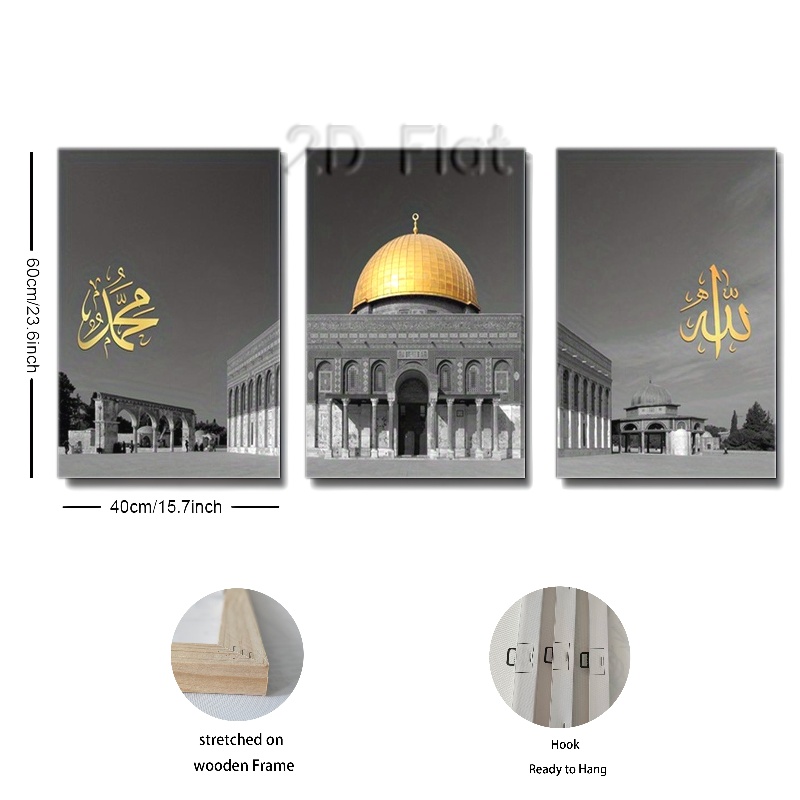 2D Flat
محمد
الله
60cm/23.6inch
40cm/15.7inch
stretched on
wooden Frame
Hook
Ready to Hang